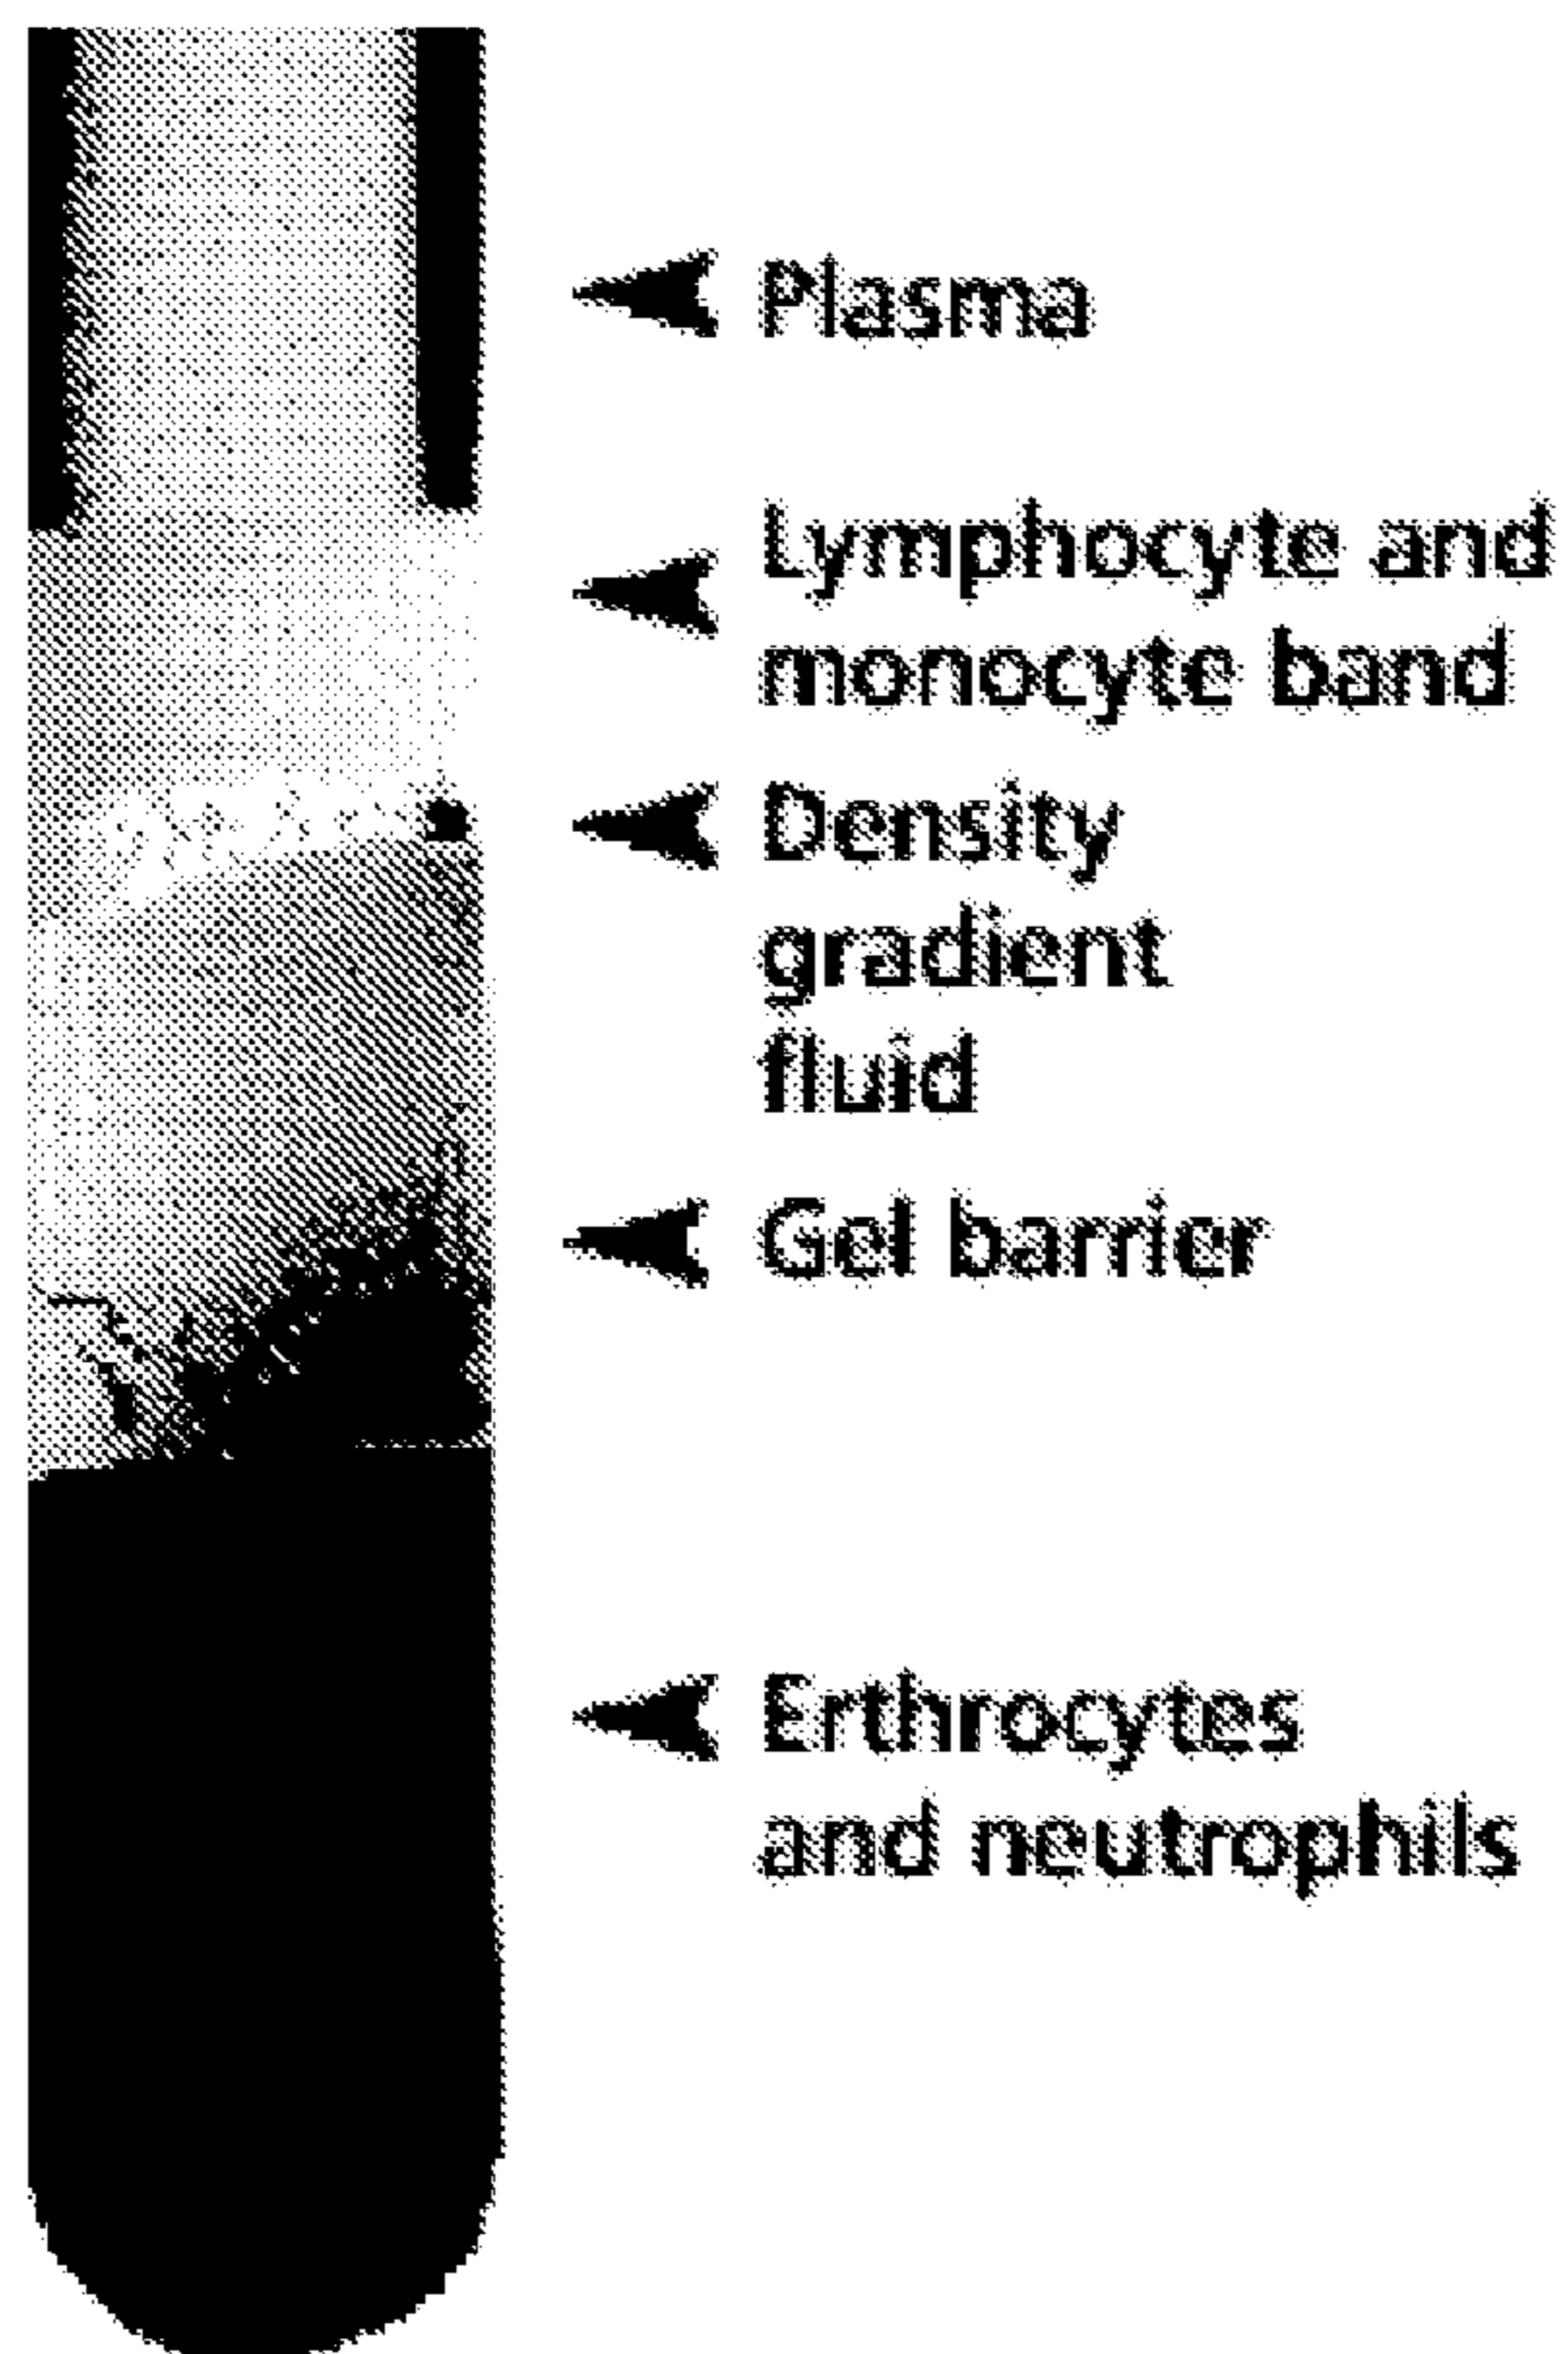 Plasma
Lymphocyte and
monocyte band
Density
gradient
fluid
Gel barrier
Erthrocytes
and neutrophils